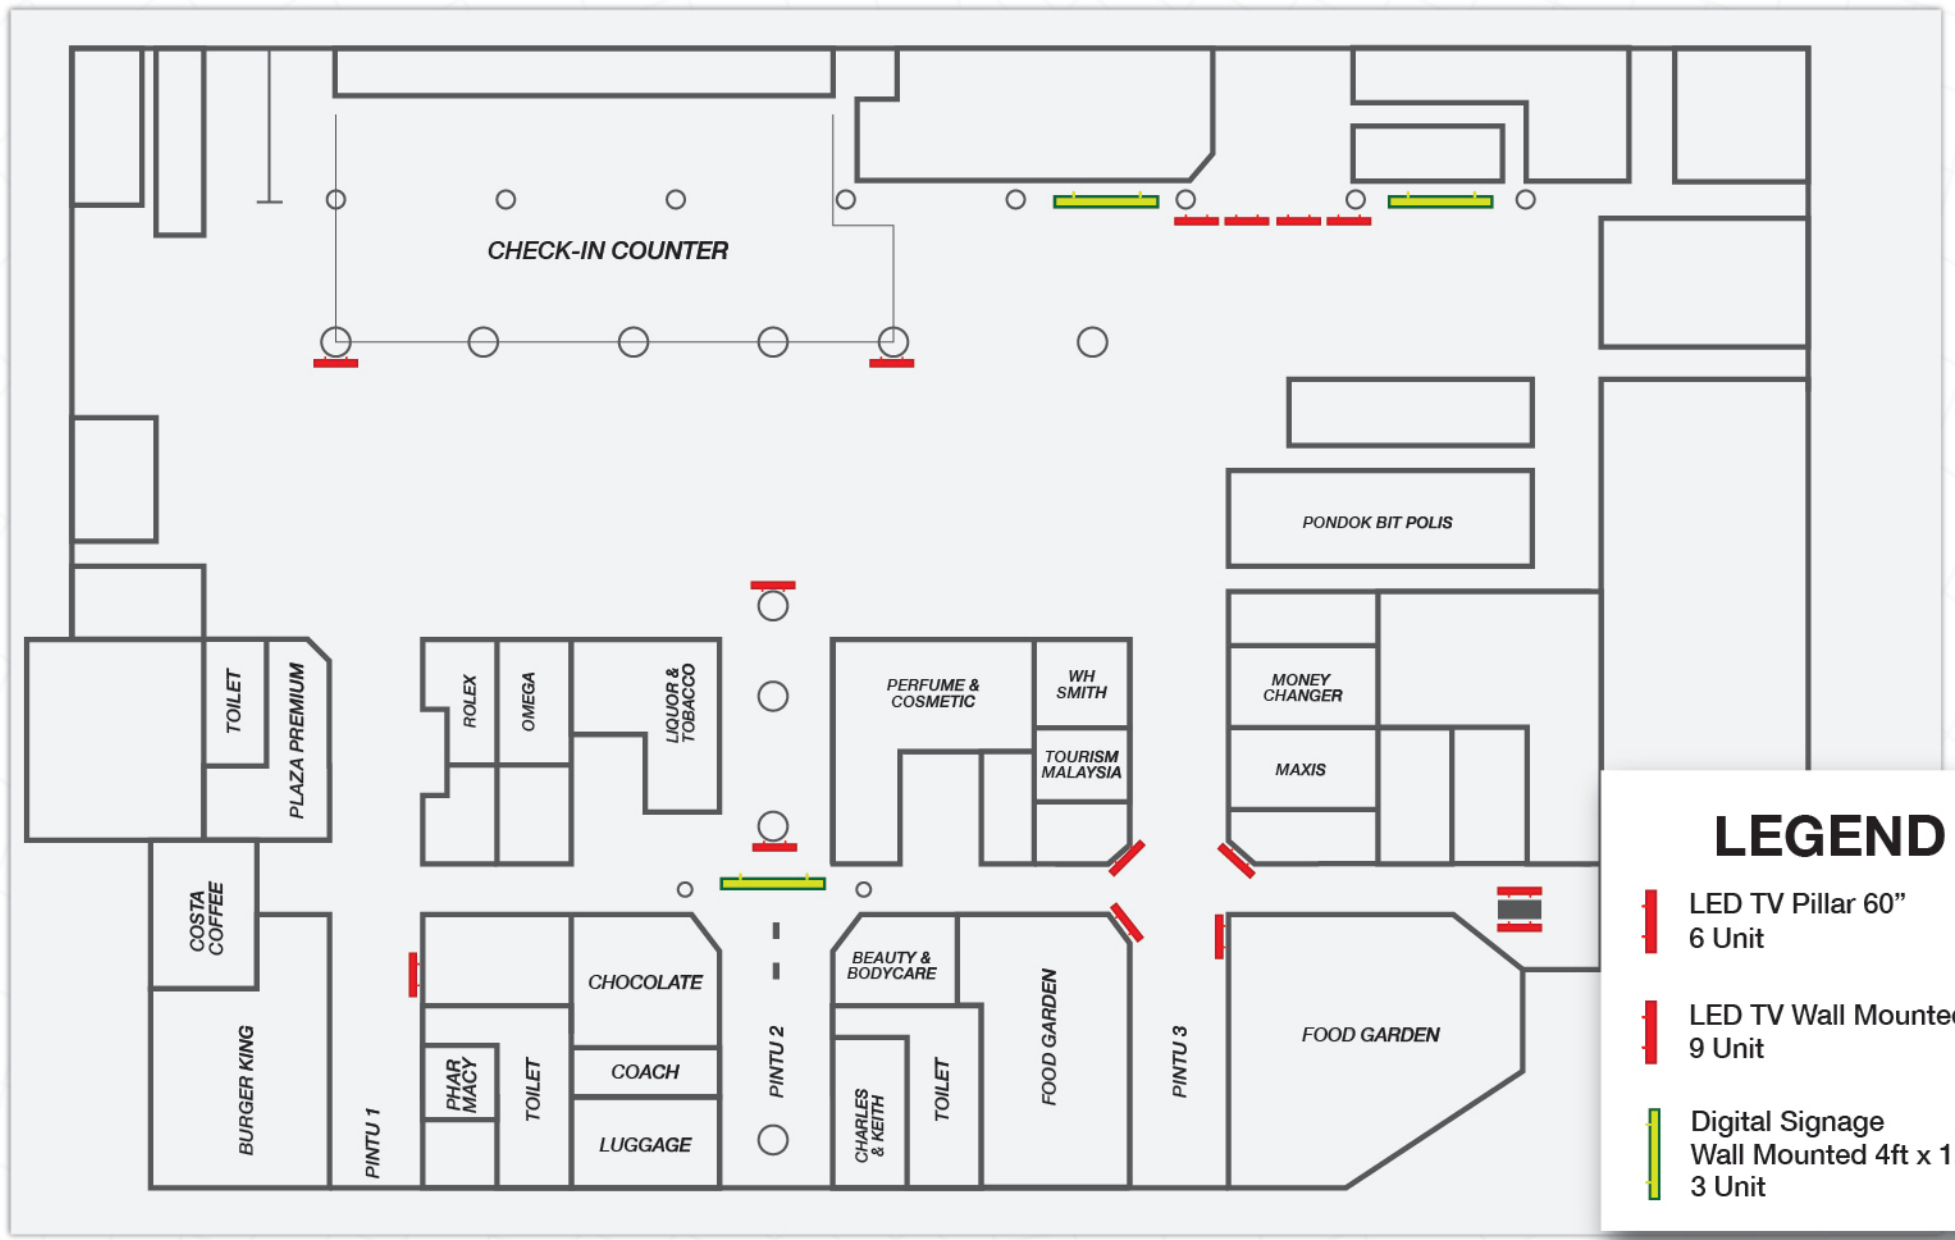 CHECK-IN COUNTER
PONDOK BIT POLIS
TOILET
PLAZA PREMIUM
ROLEX
OMEGA
LIQUOR &
TOBACCO
PERFUME &
COSMETIC
WH
SMITH
TOURISM
MALAYSIA
MONEY
CHANGER
MAXIS
COSTA
COFFEE
BURGER KING
PINTU 1
PHAR
MACY
TOILET
CHOCOLATE
COACH
LUGGAGE
PINTU 2
BEAUTY &
BODYCARE
CHARLES
& KEITH
TOILET
FOOD GARDEN
PINTU 3
FOOD GARDEN
LEGEND
LED TV Pillar 60”
6 Unit
LED TV Wall
9 Unit
Digital Signage
Wall Mounted 4ft x
3 Unit